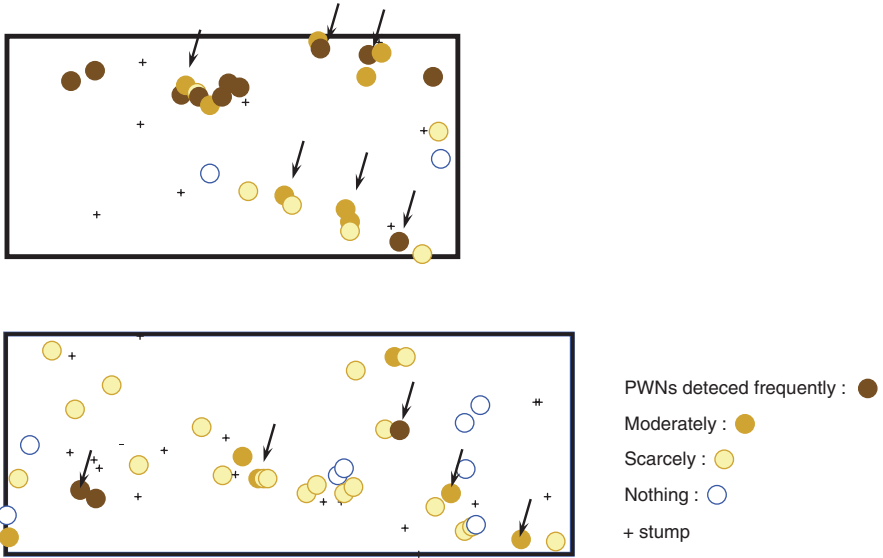 PWNs deteced frequently :
Moderately :
Scarcely :
Nothing :
+ stump